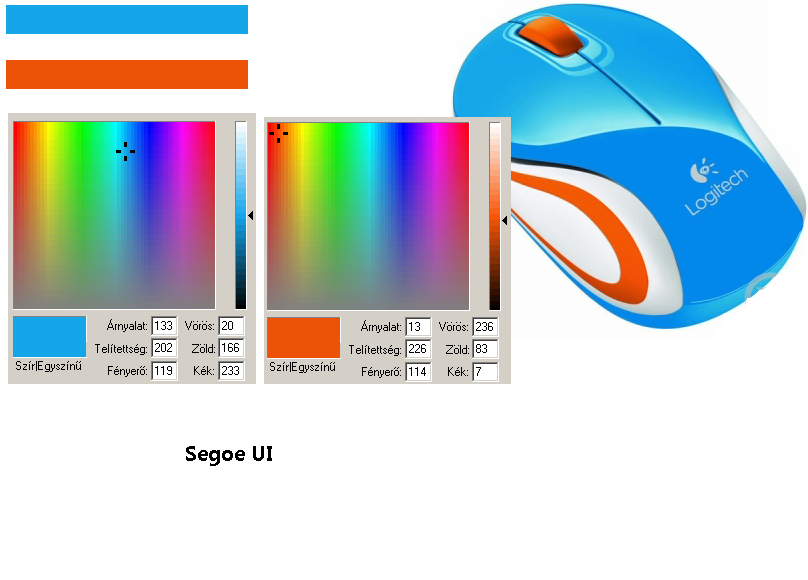 Árnyalat: 133 Vörös: 20
Telítettség: 202 Zöld: 166
Szín|Egyszínű
Fényerő: 119 Kék: 233
Árnyalat: 13 Vörös: 236
Telítettség: 226 Zöld: 83
Szín|Egyszínű
Fényerő: 114 Kék: 7
Logitech
Segoe UI